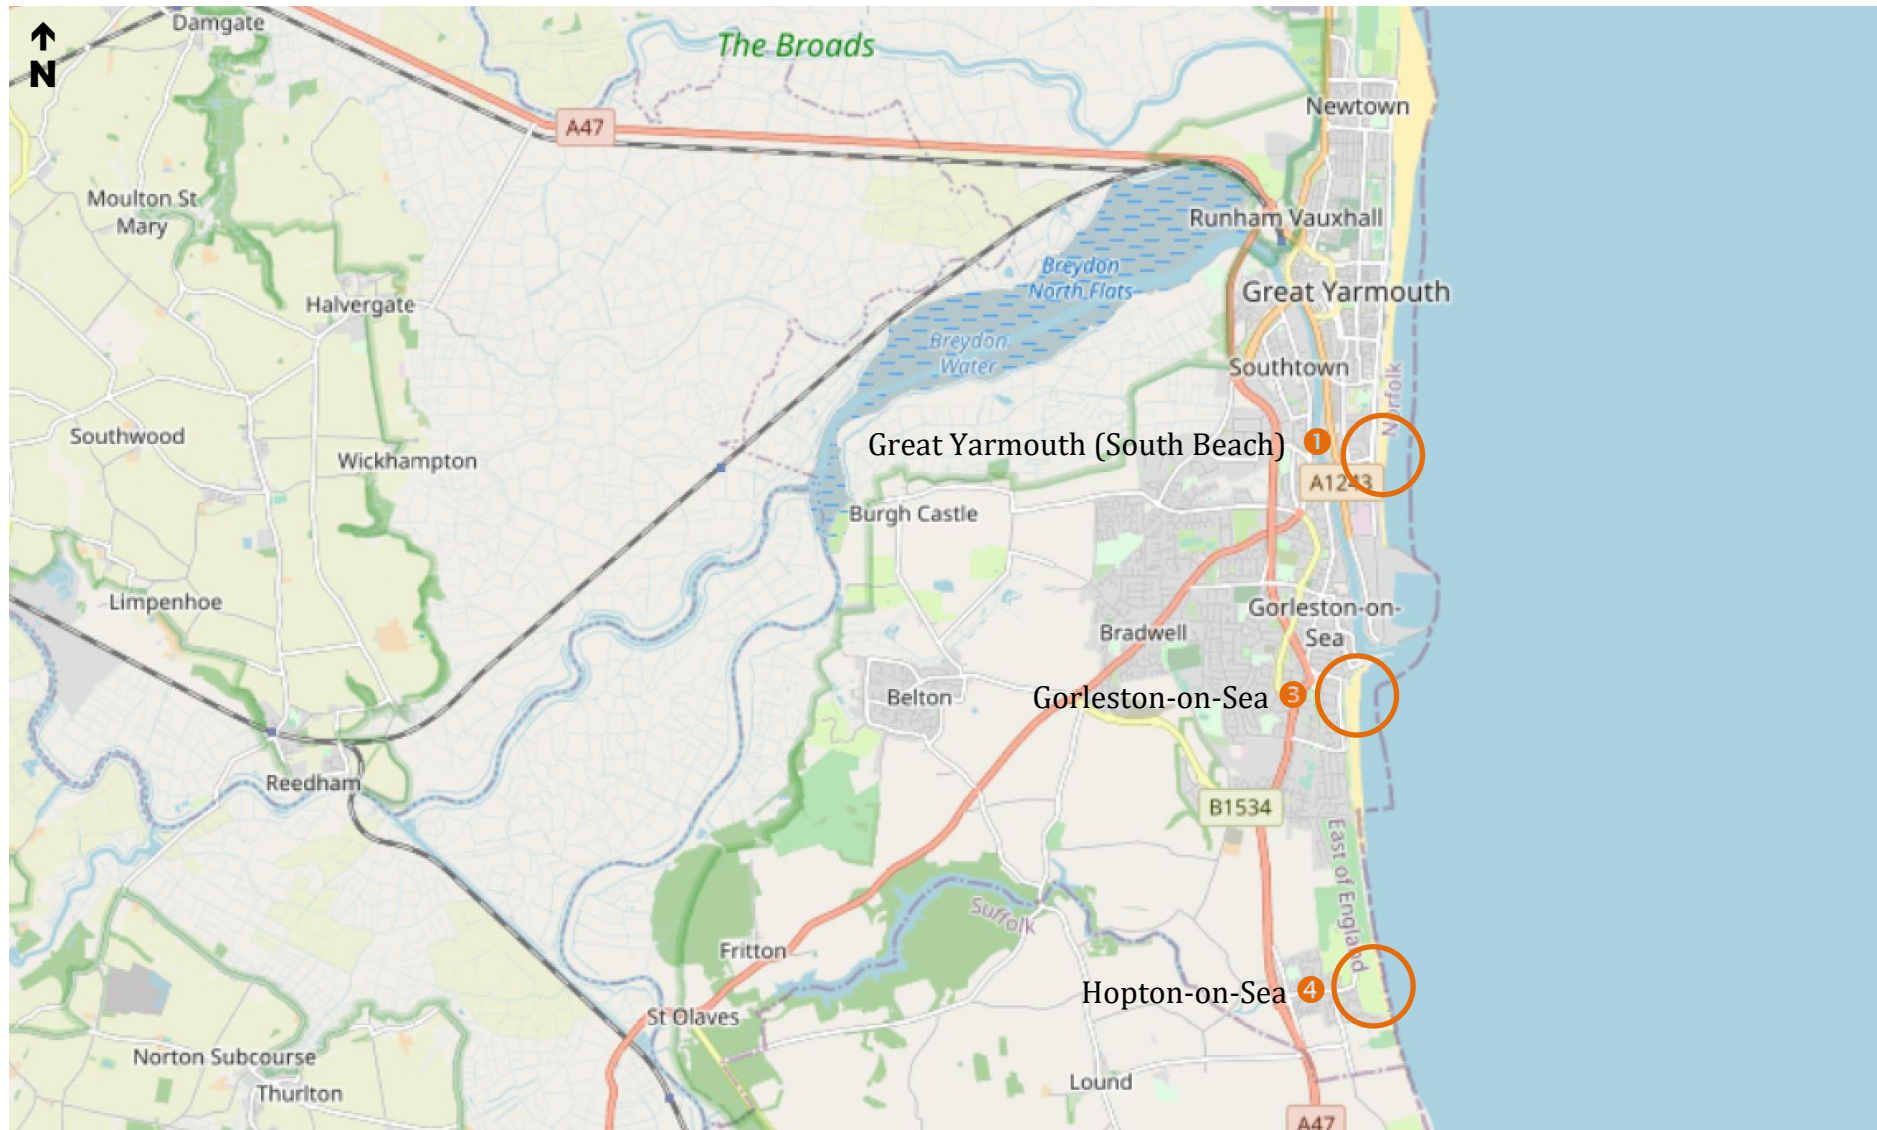 Damgate
The Broads
N
A47
Newtown
Moulton St
Mary
Runham Vauxhall
Breydon
North Flats
Halvergate
Great Yarmouth
Breydon
Water
Southtown
Norfolk
Southwood
Wickhampton
Great Yarmouth (South Beach) 1
A1243
Burgh Castle
Limpenhoe
Gorleston-on-
Sea
Bradwell
Belton
Gorleston-on-Sea 3
Reedham
B1534
East of England
Suffolk
Fritton
Hopton-on-Sea 4
St Olaves
Norton Subcourse
Thurlton
Lound
A47